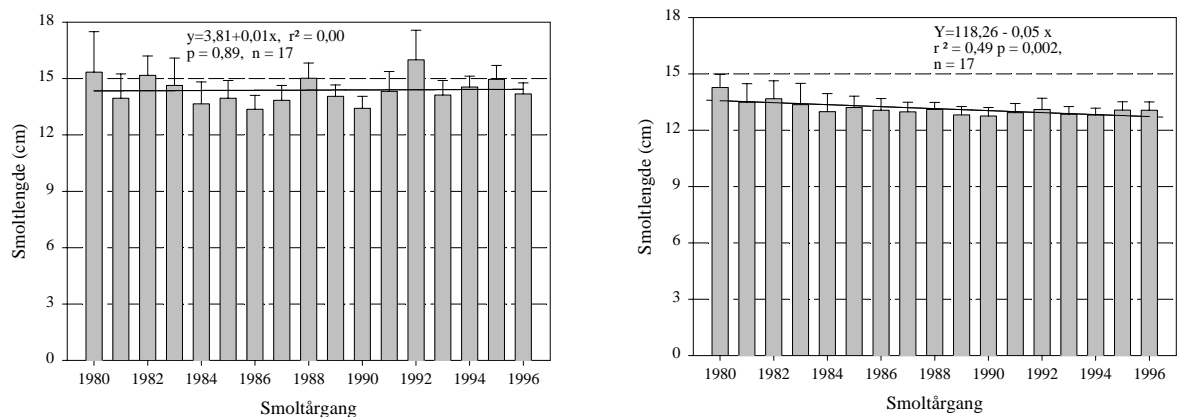 18
15
12
9
6
3
0
Smoltlengde (cm)
y=3,81+0,01x, r² = 0,00
p = 0,89, n = 17
1980 1982 1984 1986 1988 1990 1992 1994 1996
Smoltårgang
18
15
12
9
6
3
0
Smoltlengde (cm)
Y=118,26 - 0,05 x
r ² = 0,49 p = 0,002,
n = 17
1980 1982 1984 1986 1988 1990 1992 1994 1996
Smoltårgang